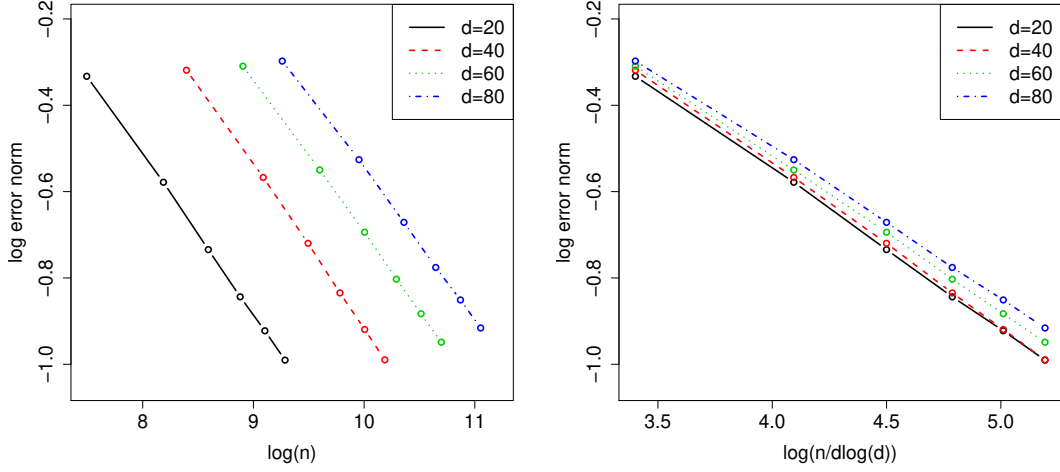 log error norm
−0.2
−0.4
−0.6
−0.8
−1.0
8
9
10
11
log(n)
d=20
d=40
d=60
d=80
log error norm
−0.2
−0.4
−0.6
−0.8
−1.0
3.5
4.0
4.5
5.0
log(n/dlog(d))
d=20
d=40
d=60
d=80